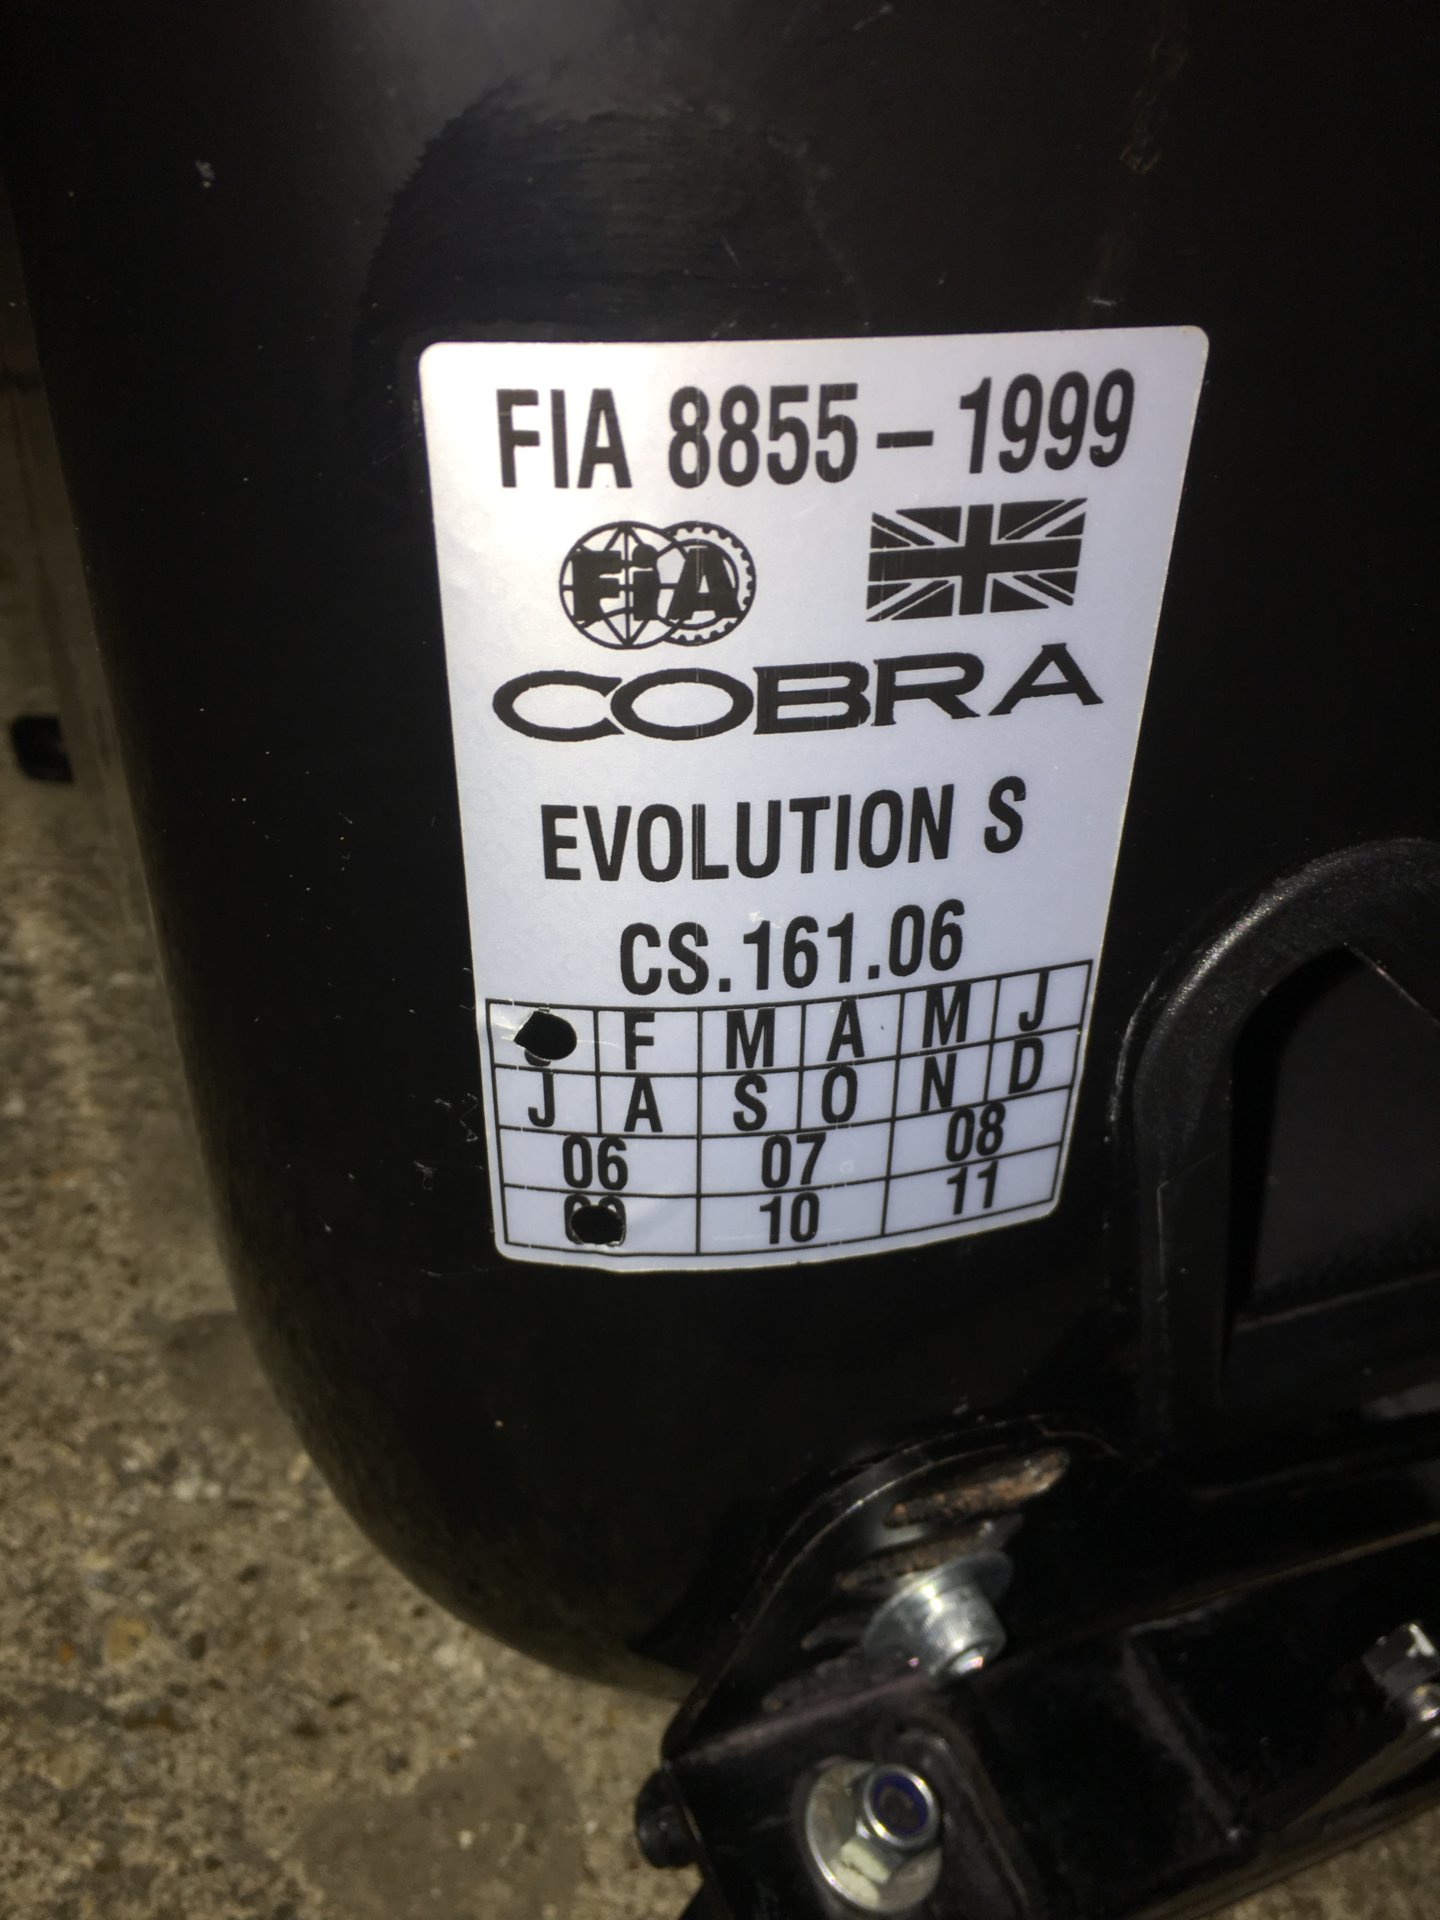 FIA 8855-1999
FiA
COBRA
EVOLUTION S
CS.161.06
F M A M J
J A S O N D
06 07 08
10 11